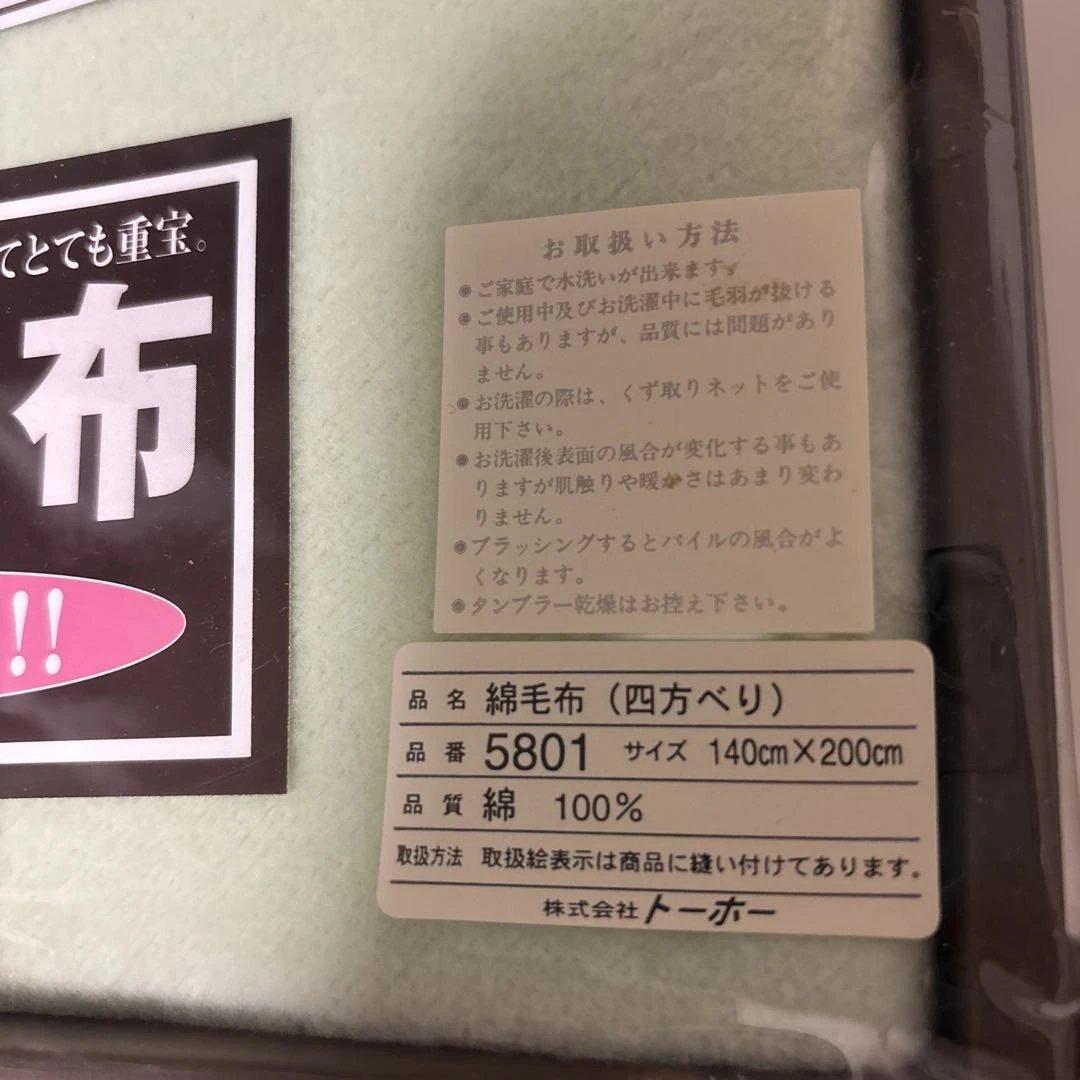 てとても重宝。
布
!!
お取扱い方法
◉ご家庭で水洗いが出来ます。
◉ご使用中及びお洗濯中に毛羽が抜ける
事もありますが、品質には問題があり
ません。
◉お洗濯の際は、くず取りネットをご使
用下さい。
◉お洗濯後表面の風合が変化する事もあ
りますが肌触りや暖かさはあまり変わ
りません。
◉ブラッシングするとパイルの風合がよ
くなります。
◉タンブラー乾燥はお控え下さい。
品名 綿毛布（四方べり）
品番 5801 サイズ 140cm×200cm
品質 綿 100%
取扱方法 取扱絵表示は商品に縫い付けてあります。
株式会社トーホー